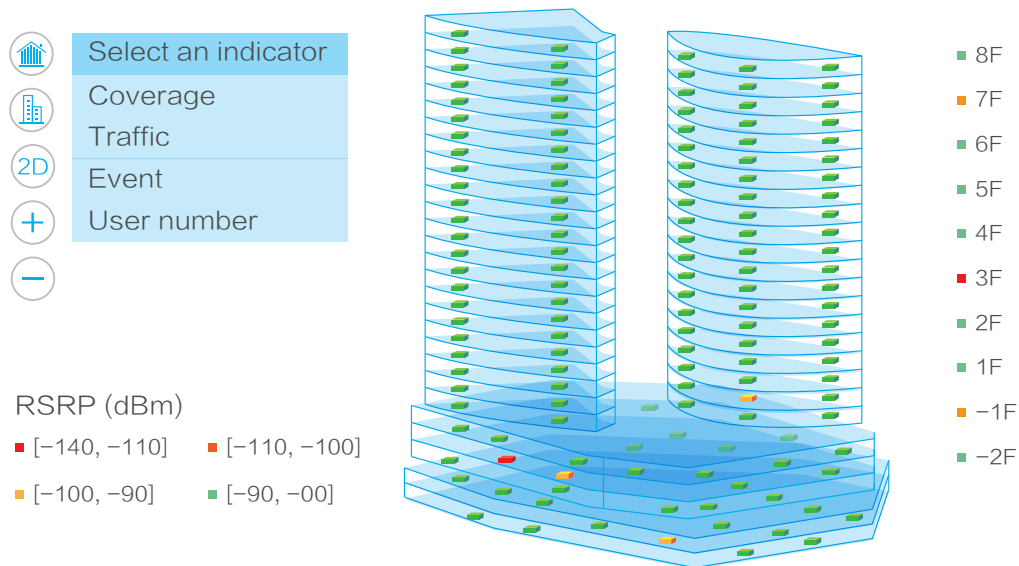 Select an indicator
Coverage
Traffic
2D
Event
User number
RSRP (dBm)
[−140, −110]
[−110, −100]
[−100, −90]
[−90, −00]
8F
7F
6F
5F
4F
3F
2F
1F
−1F
−2F